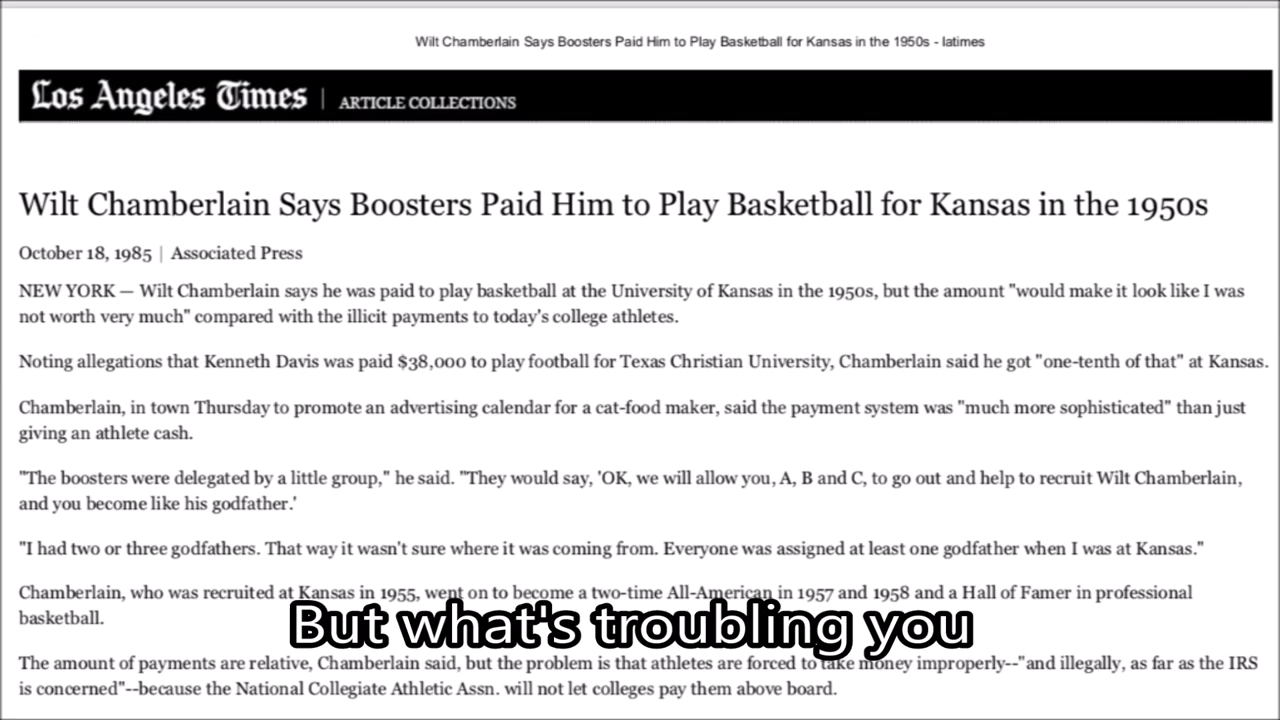 Wilt Chamberlain Says Boosters Paid Him to Play Basketball for Kansas in the 1950s - latimes
Los Angeles Times | ARTICLE COLLECTIONS
Wilt Chamberlain Says Boosters Paid Him to Play Basketball for Kansas in the 1950s
October 18, 1985 | Associated Press
NEW YORK — Wilt Chamberlain says he was paid to play basketball at the University of Kansas in the 1950s, but the amount "would make it look like I was
not worth very much" compared with the illicit payments to today's college athletes.
Noting allegations that Kenneth Davis was paid $38,000 to play football for Texas Christian University, Chamberlain said he got "one-tenth of that" at Kansas.
Chamberlain, in town Thursday to promote an advertising calendar for a cat-food maker, said the payment system was "much more sophisticated" than just
giving an athlete cash.
"The boosters were delegated by a little group," he said. "They would say, 'OK, we will allow you, A, B and C, to go out and help to recruit Wilt Chamberlain,
and you become like his godfather.'
"I had two or three godfathers. That way it wasn't sure where it was coming from. Everyone was assigned at least one godfather when I was at Kansas."
Chamberlain, who was recruited at Kansas in 1955, went on to become a two-time All-American in 1957 and 1958 and a Hall of Famer in professional
basketball.
But what's troubling you
The amount of payments are relative, Chamberlain said, but the problem is that athletes are forced to take money improperly--"and illegally, as far as the IRS
is concerned"--because the National Collegiate Athletic Assn. will not let colleges pay them above board.